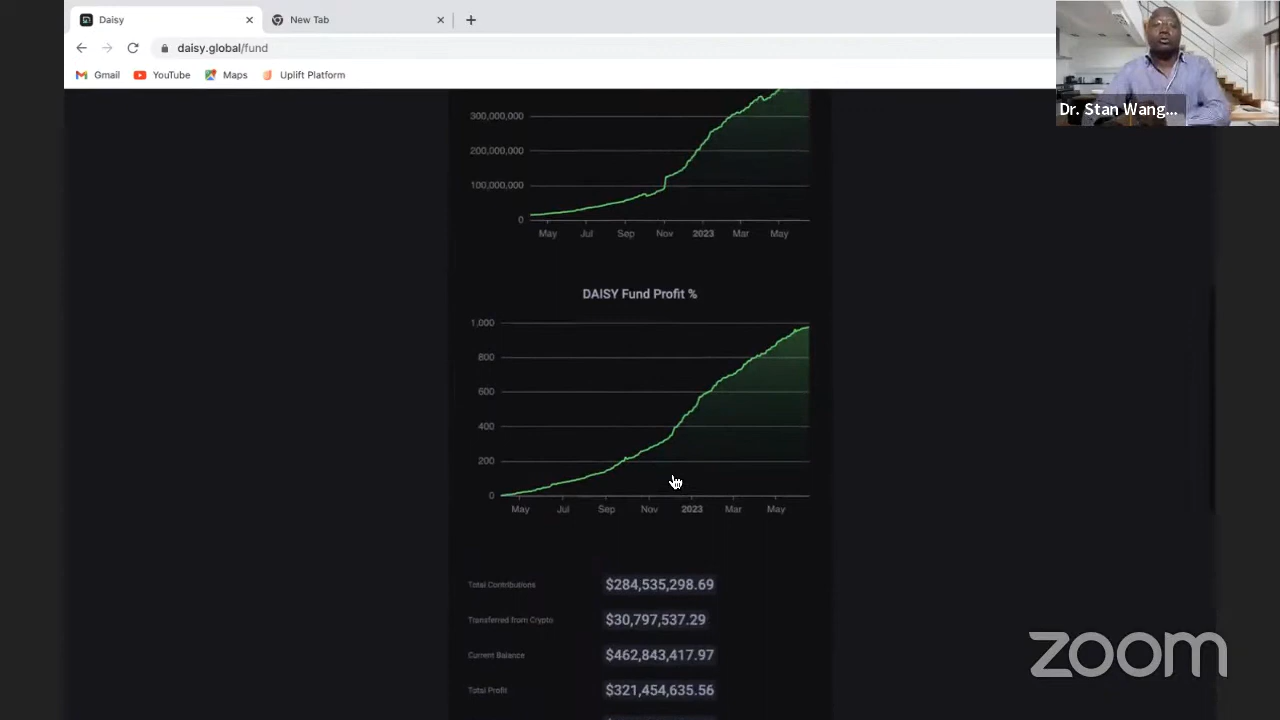 Daisy
New Tab
daisy.global/fund
Gmail
YouTube
Maps
Uplift Platform
Dr. Stan Wang...
300,000,000
200,000,000
100,000,000
0
May Jul Sep Nov 2023 Mar May
DAISY Fund Profit %
1,000
800
600
400
200
0
May Jul Sep Nov 2023 Mar May
Total Contributions $284,535,298.69
Transferred from Crypto $30,797,537.29
Current Balance $462,843,417.97
Total Profit $321,454,635.56
zoom